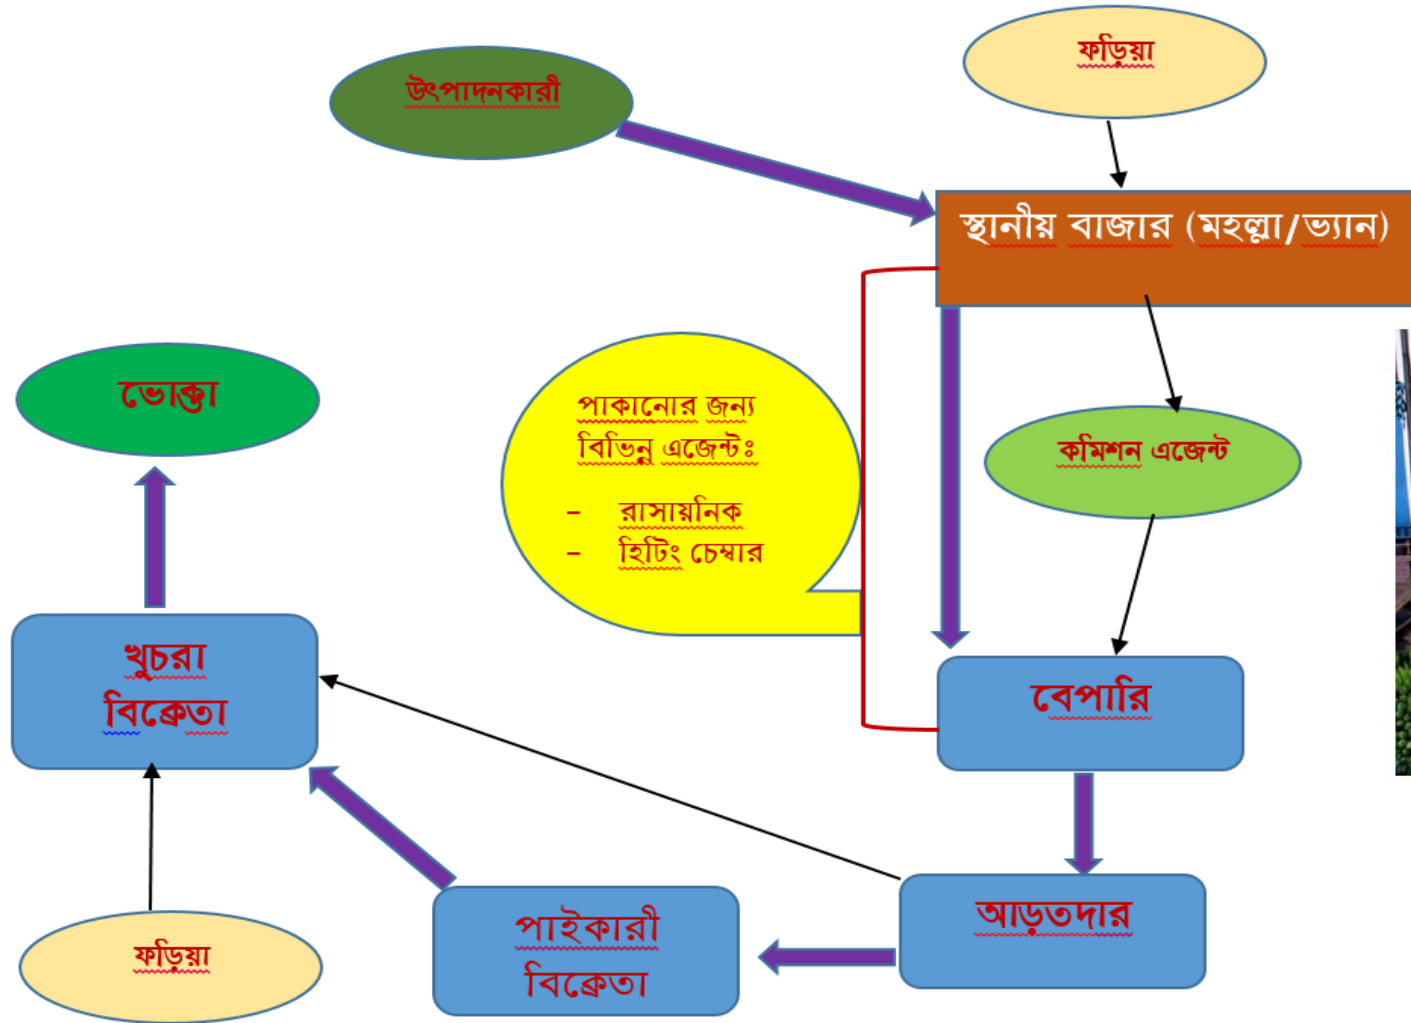 ফড়িয়া
উৎপাদনকারী
স্থানীয় বাজার (মহল্লা/ভ্যান)
ভোক্তা
পাকানোর জন্য
বিভিন্ন এজেন্টঃ
- রাসায়নিক
- হিটিং চেম্বার
কমিশন এজেন্ট
খুচরা
বিক্রেতা
বেপারি
আড়তদার
পাইকারী
বিক্রেতা
ফড়িয়া